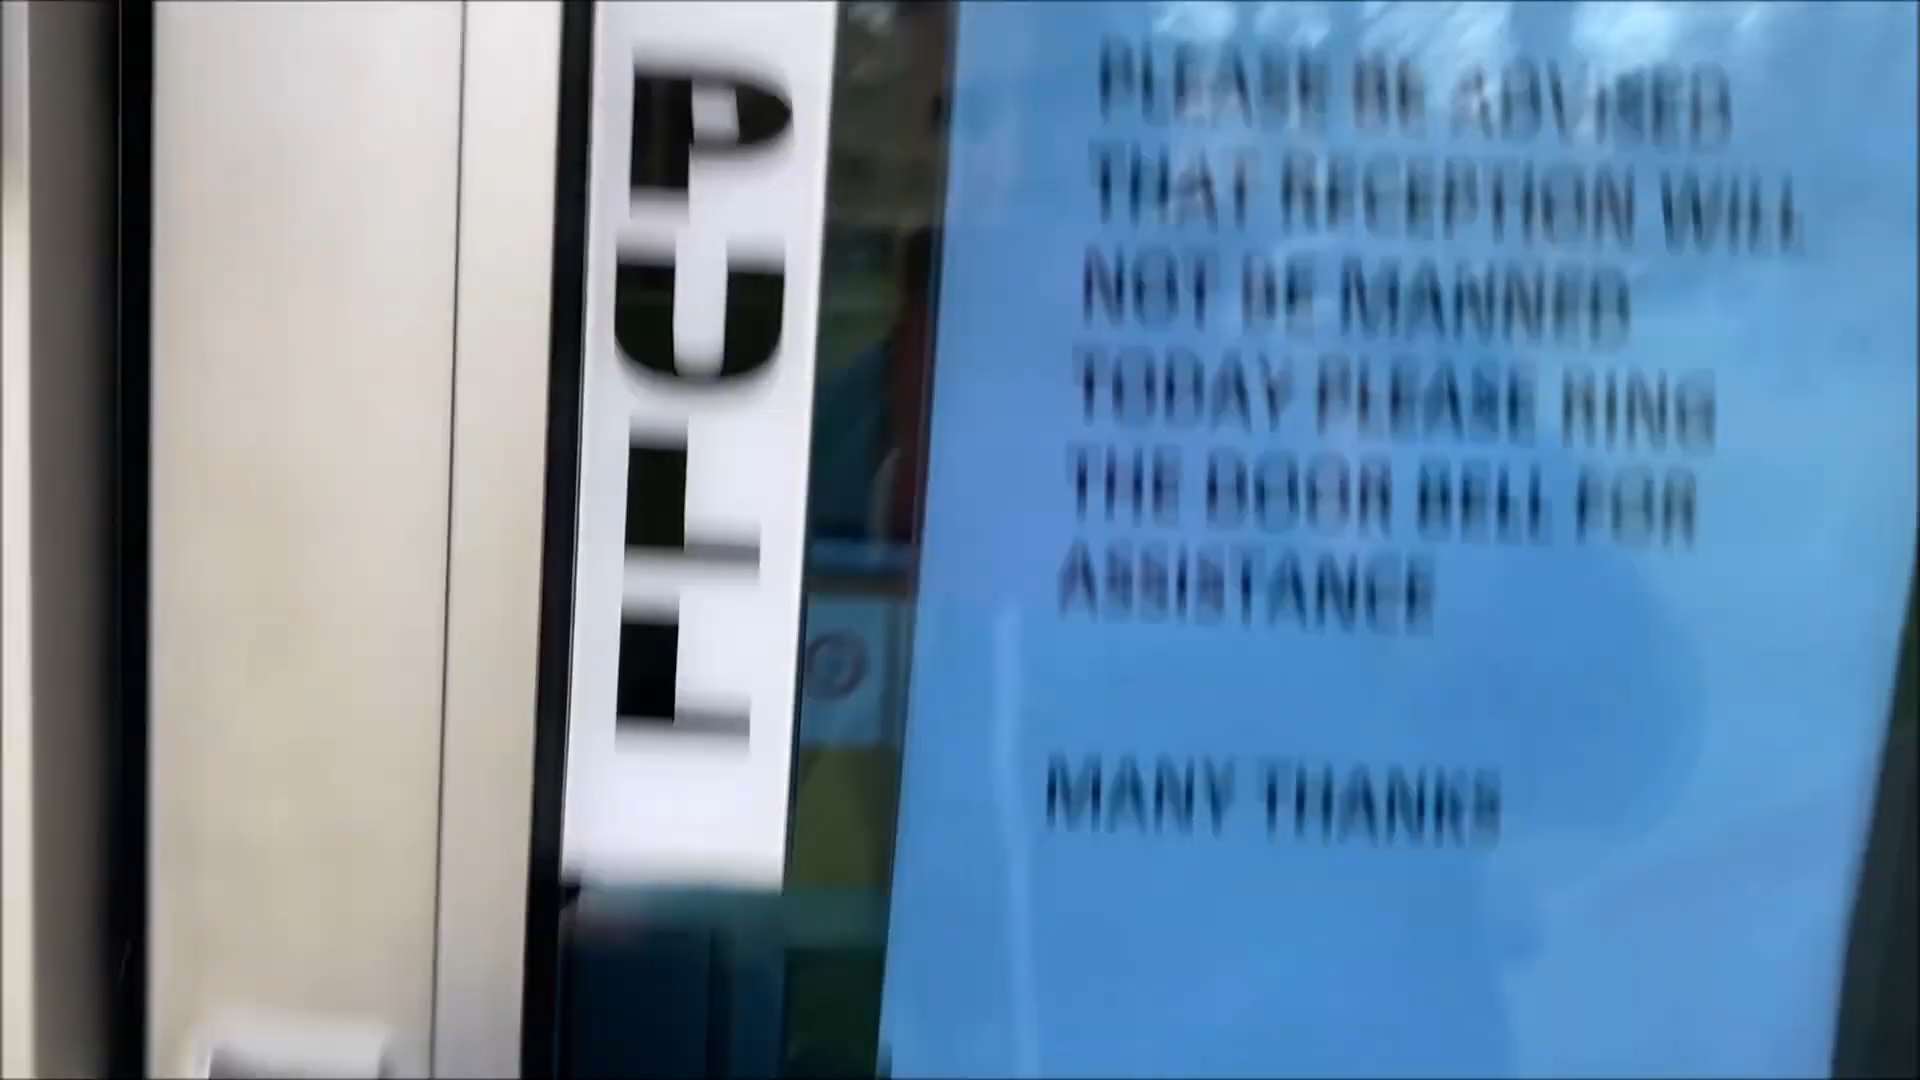 PULL
PLEASE BE ADVISED
THAT RECEPTION WILL
NOT BE MANNED
TODAY PLEASE RING
THE DOOR BELL FOR
ASSISTANCE
MANY THANKS